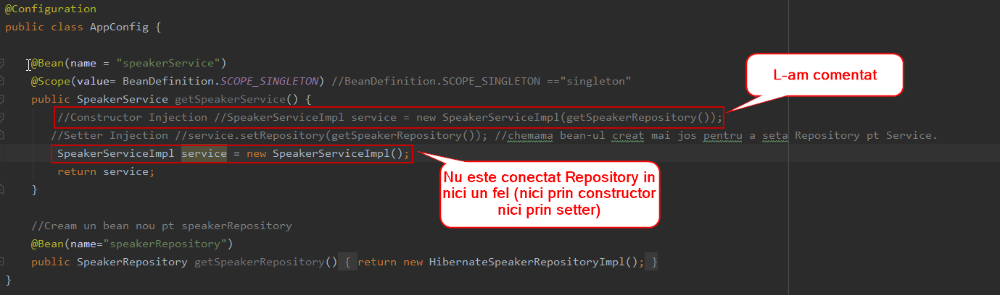 @Configuration
public class AppConfig {
@Bean(name = "speakerService")
@Scope(value= BeanDefinition.SCOPE_SINGLETON) //BeanDefinition.SCOPE_SINGLETON =="singleton"
public SpeakerService getSpeakerService() {
//Constructor Injection //SpeakerServiceImpl service = new SpeakerServiceImpl(getSpeakerRepository());
//Setter Injection //service.setRepository(getSpeakerRepository()); //chemama bean-ul creat mai jos pentru a seta Repository pt Service.
SpeakerServiceImpl service = new SpeakerServiceImpl();
return service;
}
//Cream un bean nou pt speakerRepository
@Bean(name="speakerRepository")
public SpeakerRepository getSpeakerRepository() { return new HibernateSpeakerRepositoryImpl(); }
}
L-am comentat
Nu este conectat Repository in
nici un fel (nici prin constructor
nici prin setter)